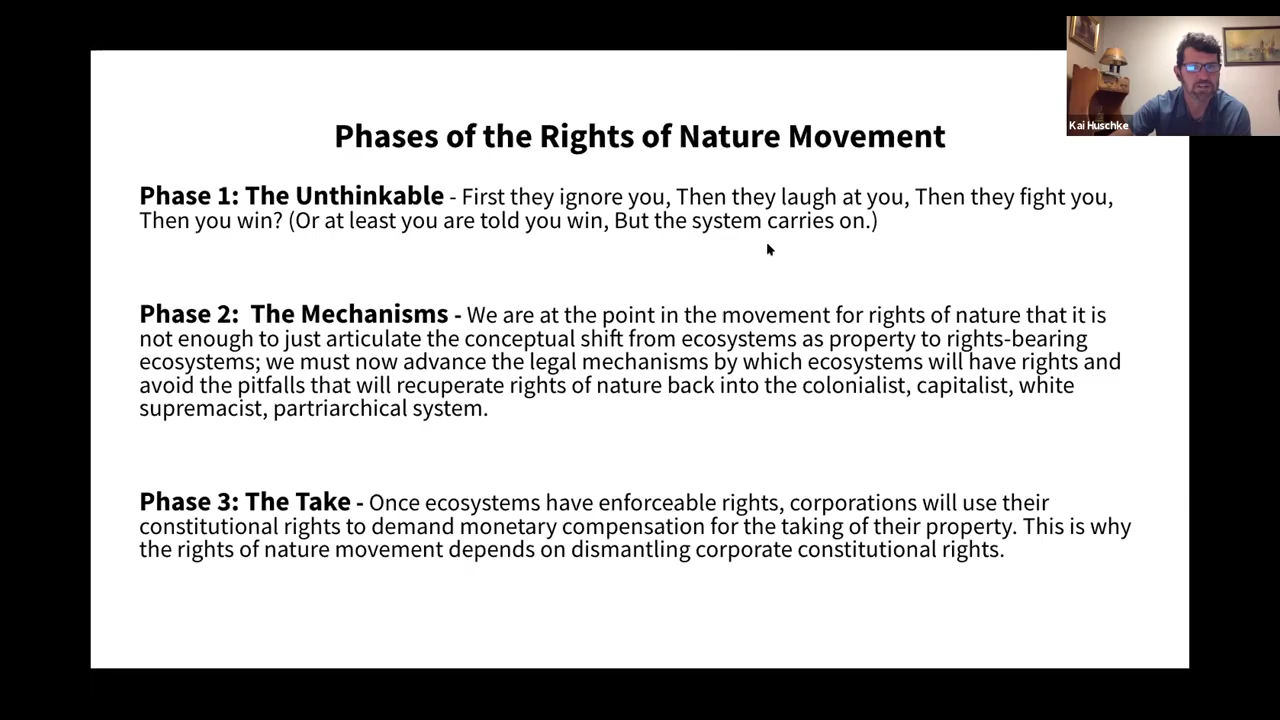 Kai Huschke
Phases of the Rights of Nature Movement
Phase 1: The Unthinkable - First they ignore you, Then they laugh at you, Then they fight you,
Then you win? (Or at least you are told you win, But the system carries on.)
Phase 2:  The Mechanisms - We are at the point in the movement for rights of nature that it is
not enough to just articulate the conceptual shift from ecosystems as property to rights-bearing
ecosystems; we must now advance the legal mechanisms by which ecosystems will have rights and
avoid the pitfalls that will recuperate rights of nature back into the colonialist, capitalist, white
supremacist, partriarchical system.
Phase 3: The Take - Once ecosystems have enforceable rights, corporations will use their
constitutional rights to demand monetary compensation for the taking of their property. This is why
the rights of nature movement depends on dismantling corporate constitutional rights.